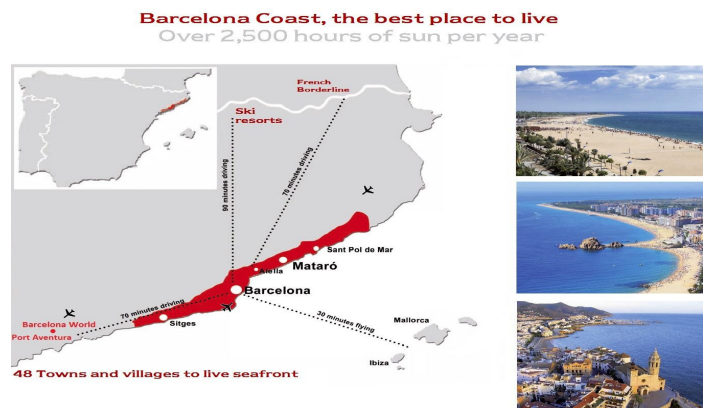 Barcelona Coast, the best place to live
Over 2,500 hours of sun per year
French
Borderline
Ski
resorts
90 minutes driving
70 minutes driving
Sant Pol de Mar
Mataró
Alella
Barcelona
70 minutes driving
30 minutes flying
Sitges
Mallorca
Barcelona World
Port Aventura
Ibiza
48 Towns and villages to live seafront